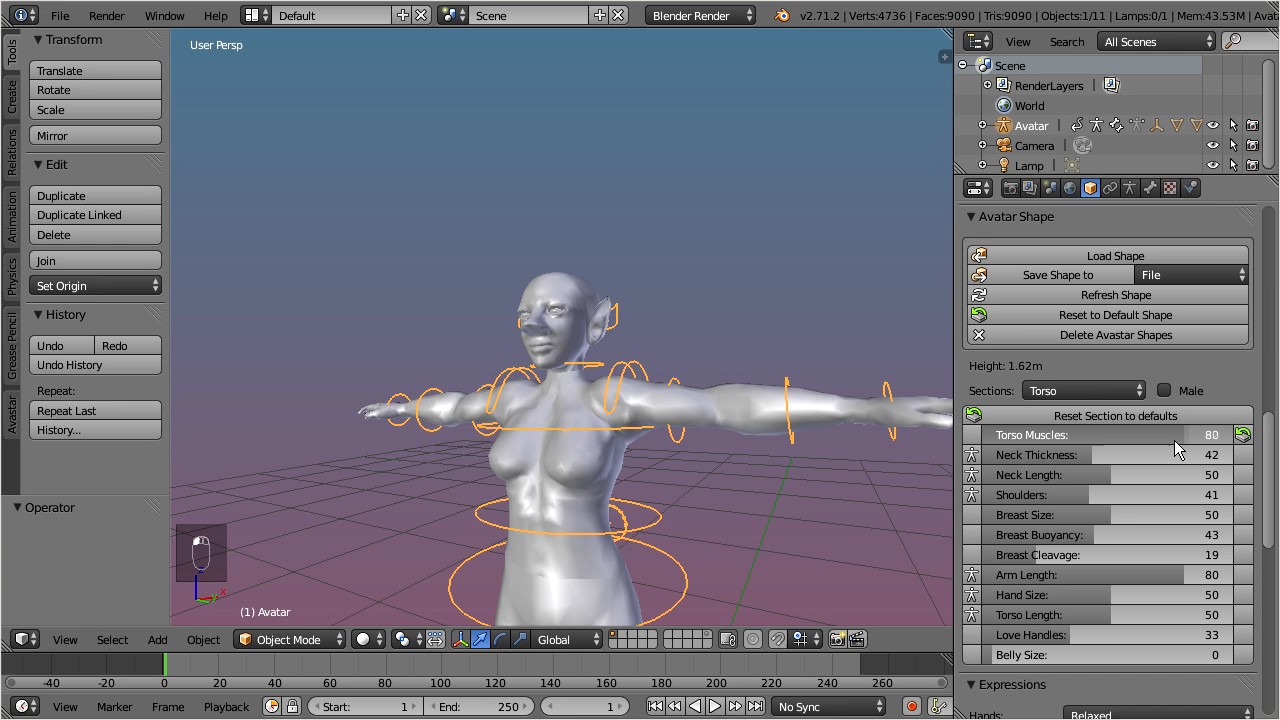 File Render Window Help Default Scene Blender Render v2.71.2 | Verts:4736 | Faces:9090 | Tris:9090 | Objects:1/11 | Lamps:0/1 | Mem:43.53M | Avat
Tools
Create
Relations
Animation
Physics
Grease Pencil
Avastar
Transform
Translate
Rotate
Scale
Mirror
Edit
Duplicate
Duplicate Linked
Delete
Join
Set Origin
History
Undo Redo
Undo History
Repeat:
Repeat Last
History...
Operator
User Persp
(1) Avatar
View Select Add Object Object Mode Global
-40 -20 0 20 40 60 80 100 120 140 160 180 200 220 240 260
View Marker Frame Playback Start: 1 End: 250 1 No Sync
View Search All Scenes
Scene
RenderLayers |
World
Avatar |
Camera |
Lamp |
Avatar Shape
Load Shape
Save Shape to File
Refresh Shape
Reset to Default Shape
Delete Avastar Shapes
Height: 1.62m
Sections: Torso Male
Reset Section to defaults
Torso Muscles: 80
Neck Thickness: 42
Neck Length: 50
Shoulders: 41
Breast Size: 50
Breast Buoyancy: 43
Breast Cleavage: 19
Arm Length: 80
Hand Size: 50
Torso Length: 50
Love Handles: 33
Belly Size: 0
Expressions
Hands: Relaxed